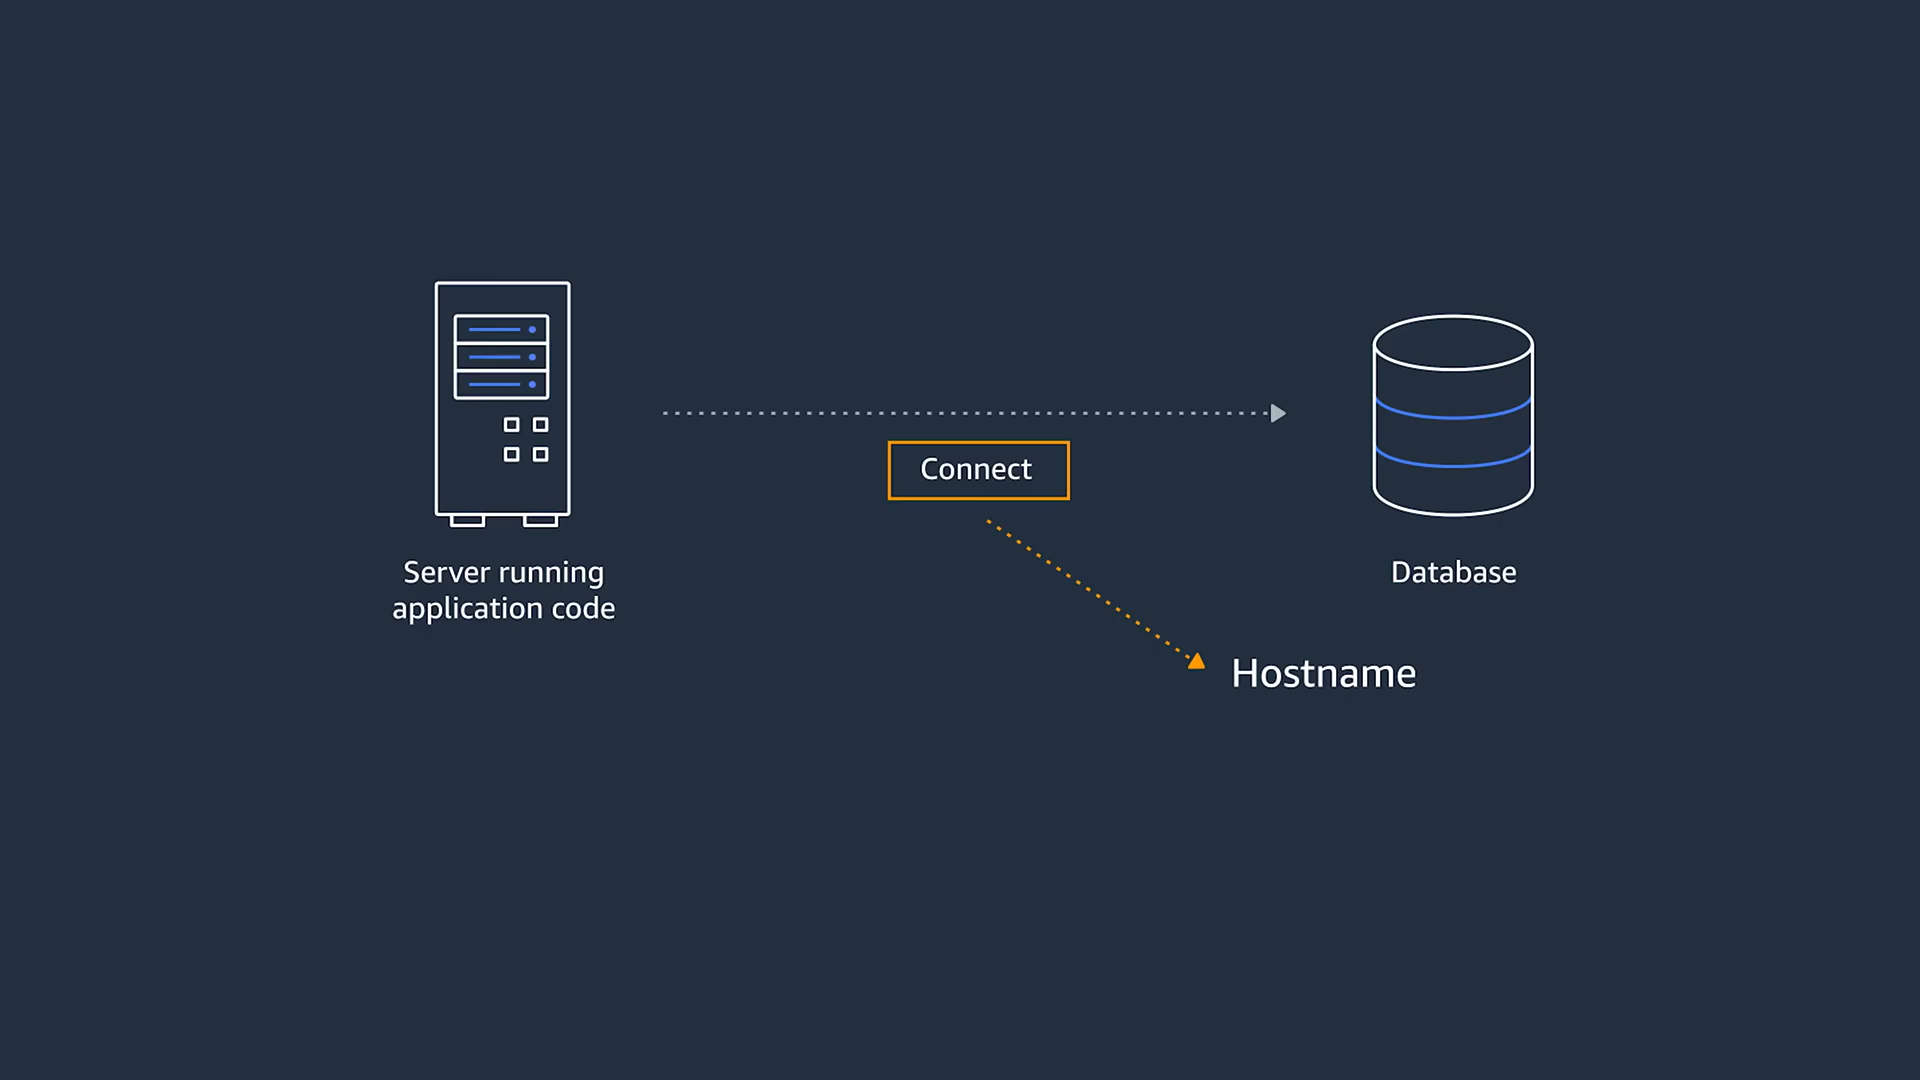 Connect
Server running
application code
Database
Hostname